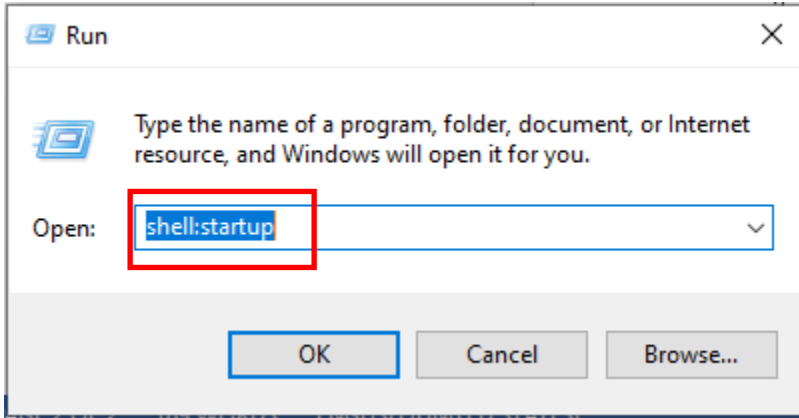 Run
Type the name of a program, folder, document, or Internet
resource, and Windows will open it for you.
Open:
shell:startup
OK
Cancel
Browse...